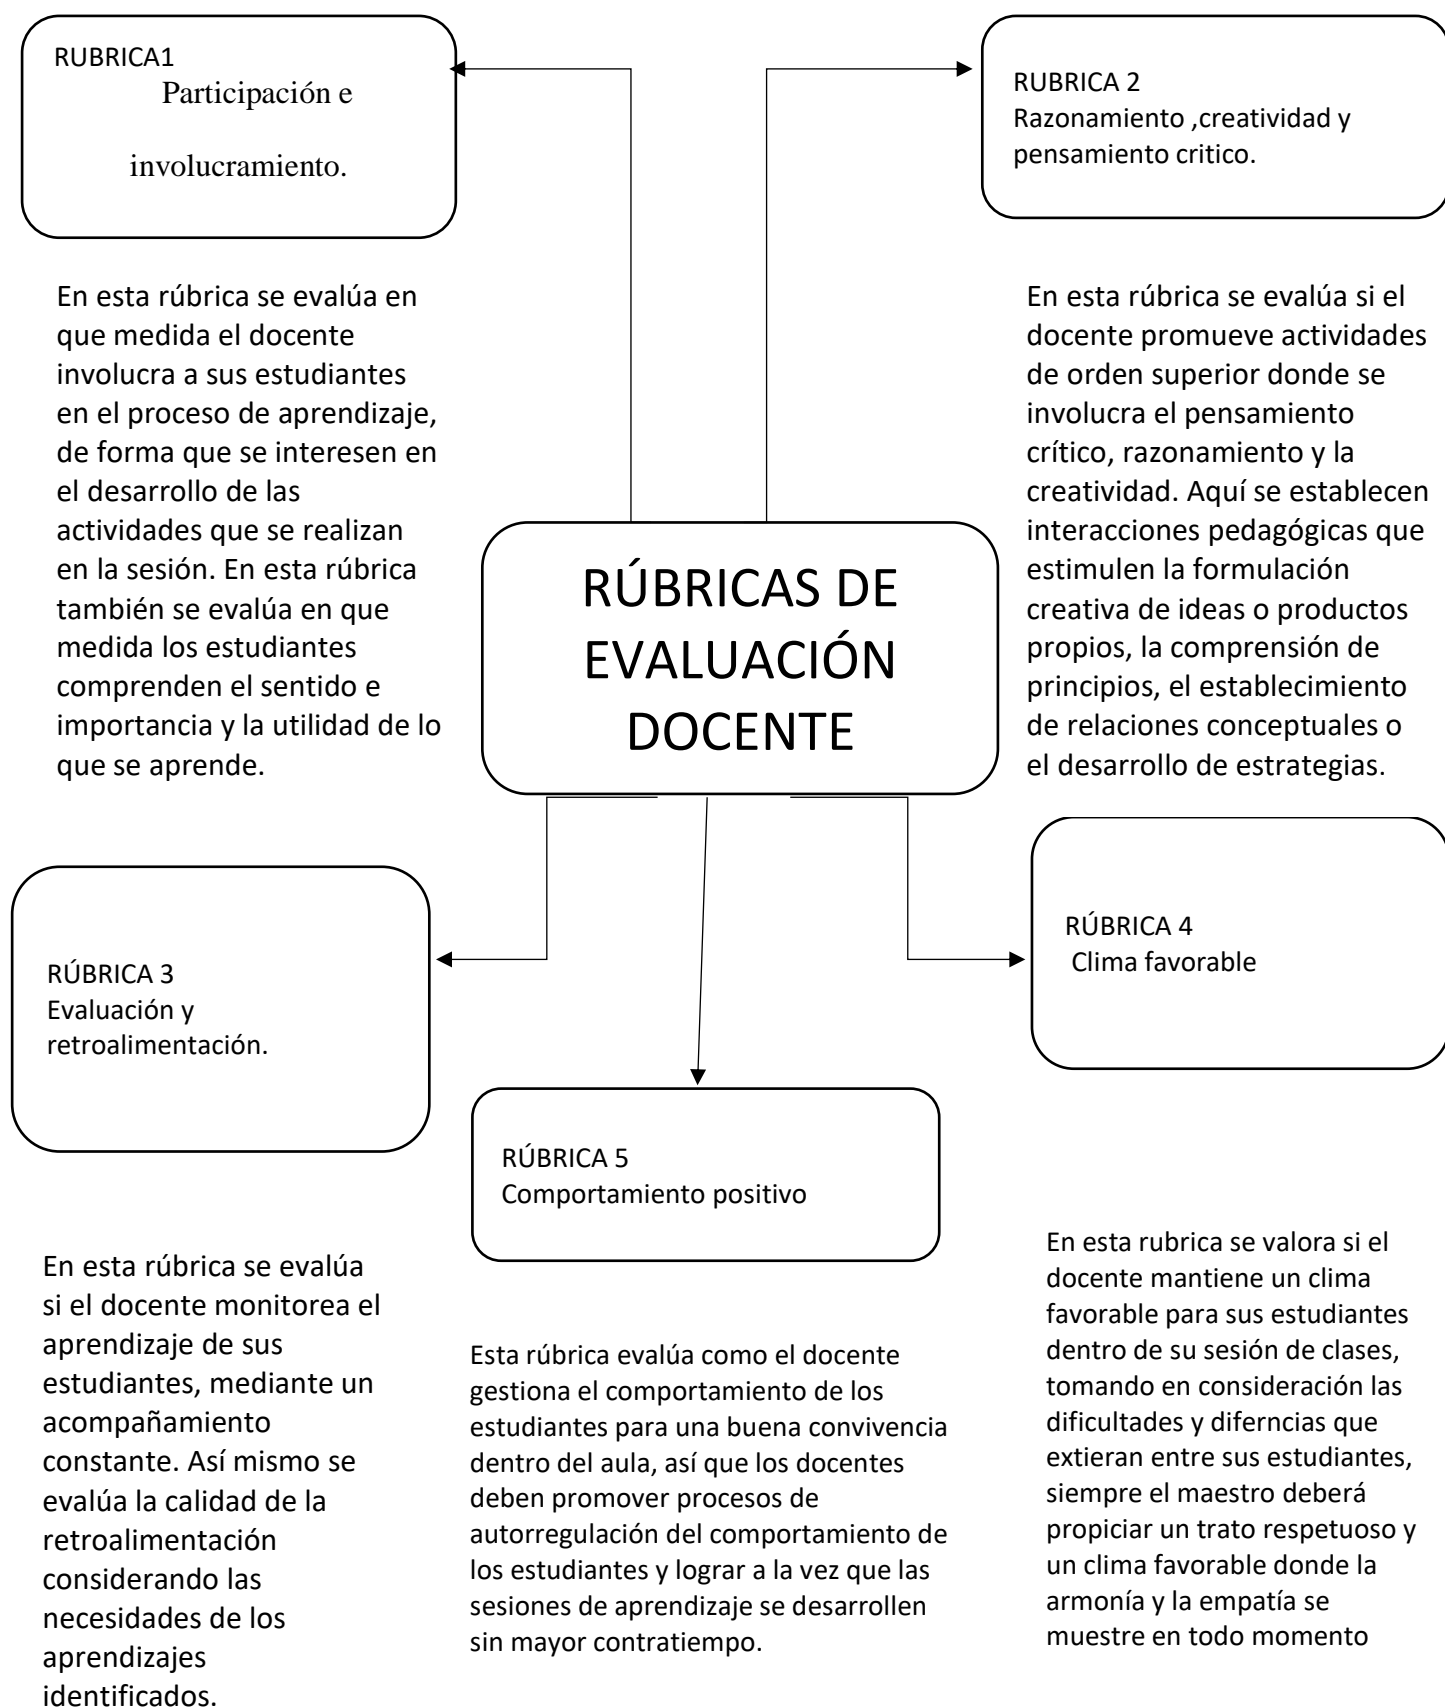 RUBRICA1
Participación e
involucramiento.
En esta rúbrica se evalúa en
que medida el docente
involucra a sus estudiantes
en el proceso de aprendizaje,
de forma que se interesen en
el desarrollo de las
actividades que se realizan
en la sesión. En esta rúbrica
también se evalúa en que
medida los estudiantes
comprenden el sentido e
importancia y la utilidad de lo
que se aprende.
RUBRICA 2
Razonamiento ,creatividad y
pensamiento critico.
En esta rúbrica se evalúa si el
docente promueve actividades
de orden superior donde se
involucra el pensamiento
crítico, razonamiento y la
creatividad. Aquí se establecen
interacciones pedagógicas que
estimulen la formulación
creativa de ideas o productos
propios, la comprensión de
principios, el establecimiento
de relaciones conceptuales o
el desarrollo de estrategias.
RÚBRICAS DE
EVALUACIÓN
DOCENTE
RÚBRICA 3
Evaluación y
retroalimentación.
En esta rúbrica se evalúa
si el docente monitorea el
aprendizaje de sus
estudiantes, mediante un
acompañamiento
constante. Así mismo se
evalúa la calidad de la
retroalimentación
considerando las
necesidades de los
aprendizajes
identificados.
RÚBRICA 4
Clima favorable
En esta rubrica se valora si el
docente mantiene un clima
favorable para sus estudiantes
dentro de su sesión de clases,
tomando en consideración las
dificultades y diferncias que
extieran entre sus estudiantes,
siempre el maestro deberá
propiciar un trato respetuoso y
un clima favorable donde la
armonía y la empatía se
muestre en todo momento
RÚBRICA 5
Comportamiento positivo
Esta rúbrica evalúa como el docente
gestiona el comportamiento de los
estudiantes para una buena convivencia
dentro del aula, así que los docentes
deben promover procesos de
autorregulación del comportamiento de
los estudiantes y lograr a la vez que las
sesiones de aprendizaje se desarrollen
sin mayor contratiempo.